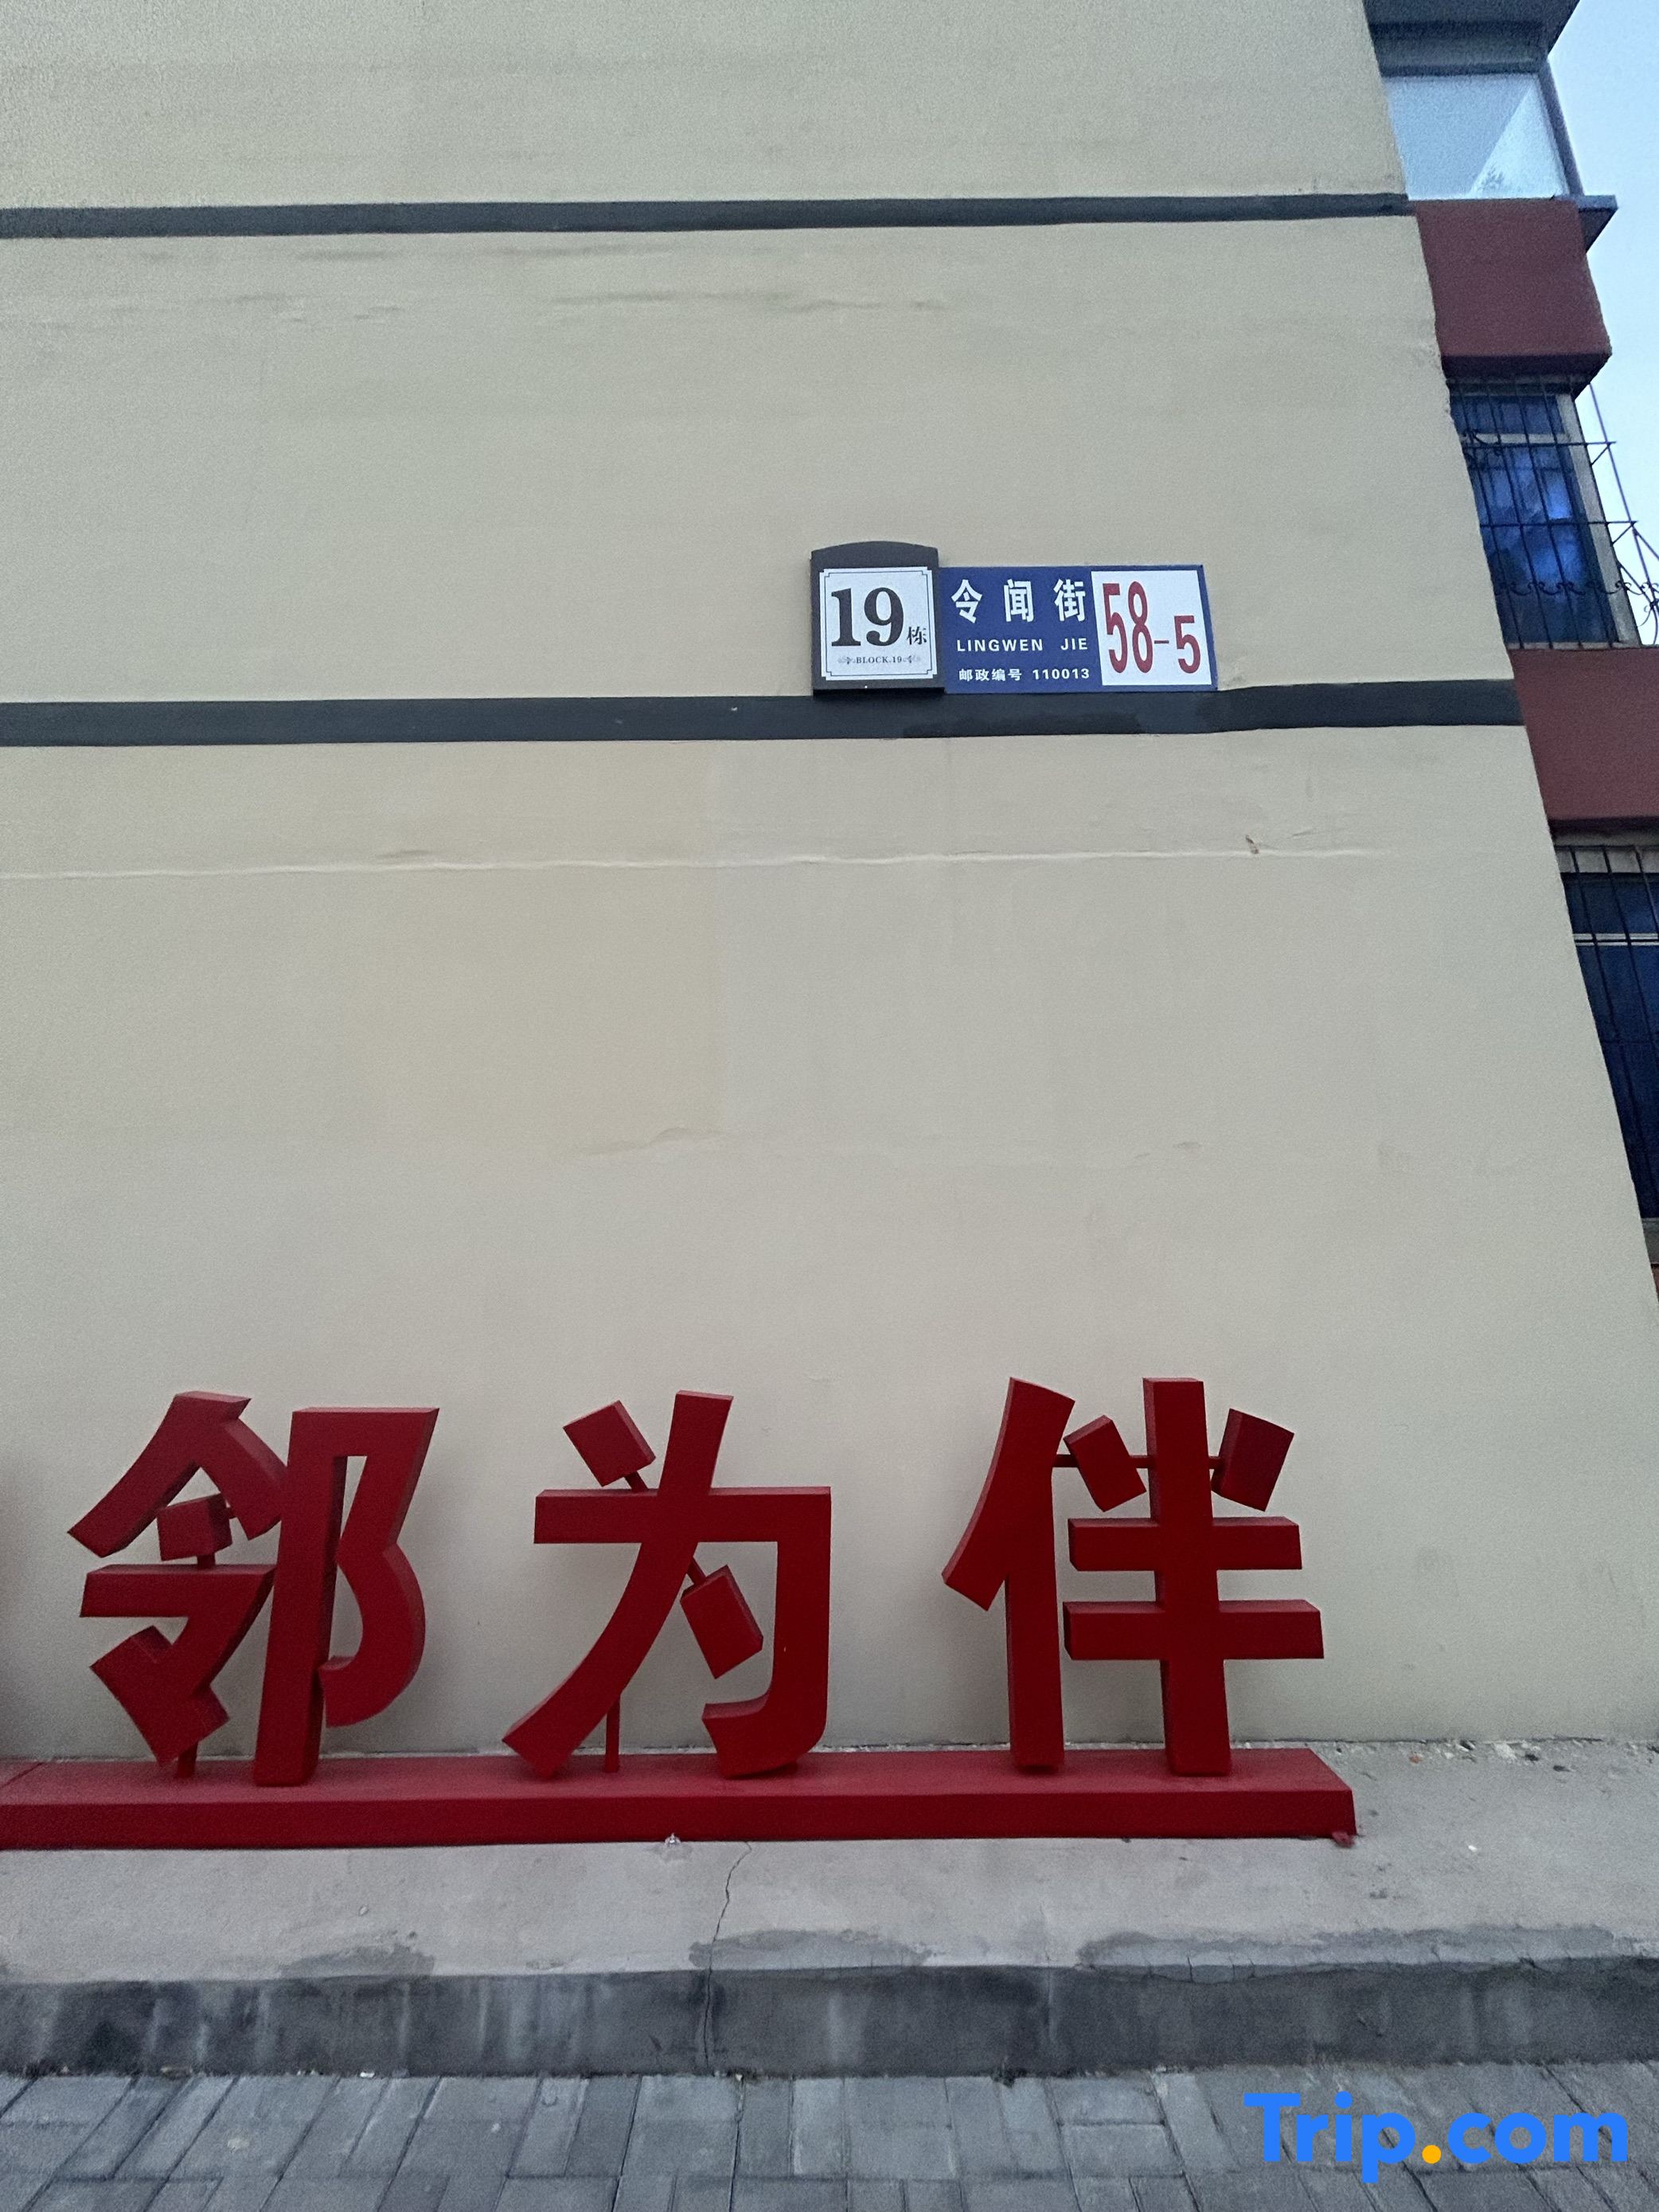 19栋
BLOCK.19
令闻街
LINGWEN JIE
邮政编号 110013
58-5
邻为伴
Trip.com